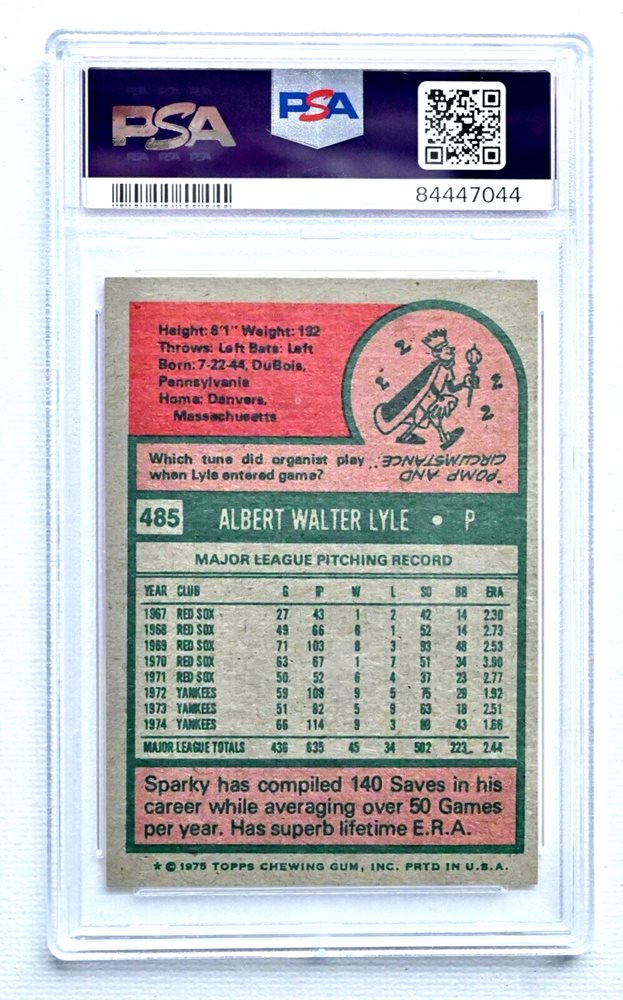 PSA
PSA
84447044
Height: 6'1" Weight: 192
Throws: Left Bats: Left
Born: 7-22-44, DuBois,
Pennsylvania
Home: Danvers,
Massachusetts
Z
Z
Z
Z
Which tune did organist play
when Lyle entered game?
"POMP AND
CIRCUMSTANCE."
485 ALBERT WALTER LYLE • P
MAJOR LEAGUE PITCHING RECORD
YEAR CLUB G IP W L SO BB ERA
1967 RED SOX 27 43 1 2 42 14 2.30
1968 RED SOX 49 66 6 1 52 14 2.73
1969 RED SOX 71 103 8 3 93 48 2.53
1970 RED SOX 63 67 1 7 51 34 3.90
1971 RED SOX 50 52 6 4 37 23 2.77
1972 YANKEES 59 108 9 5 75 29 1.92
1973 YANKEES 51 82 5 9 63 18 2.51
1974 YANKEES 66 114 9 3 43 1.66
MAJOR LEAGUE TOTALS 436 635 45 34 502 223 2.44
Sparky has compiled 140 Saves in his
career while averaging over 50 Games
per year. Has superb lifetime E.R.A.
* © 1975 TOPPS CHEWING GUM, INC. PRTD IN U.S.A.